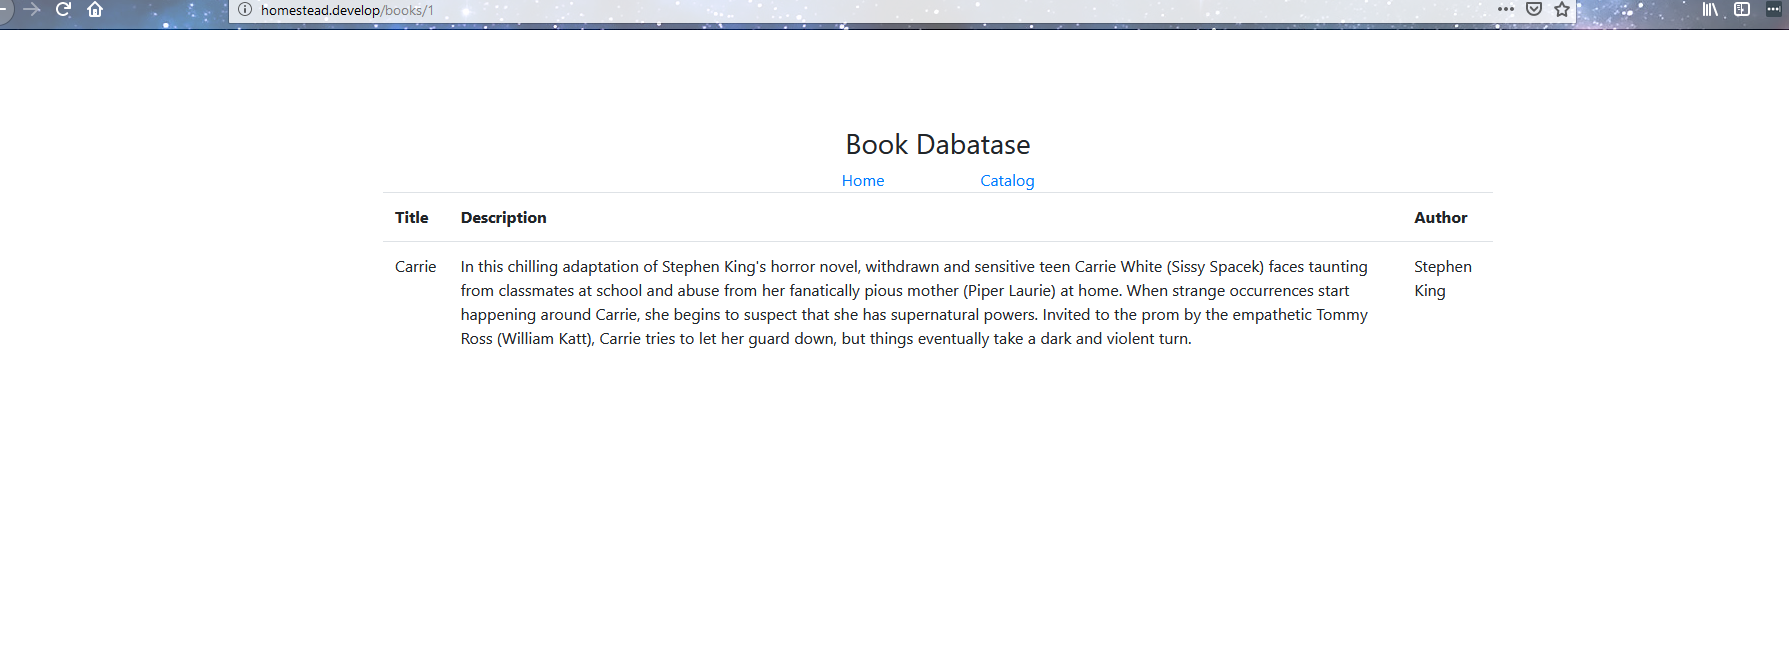 homestead.develop/books/1
Book Dabatase
Home Catalog
Title Description Author
Carrie In this chilling adaptation of Stephen King's horror novel, withdrawn and sensitive teen Carrie White (Sissy Spacek) faces taunting Stephen
from classmates at school and abuse from her fanatically pious mother (Piper Laurie) at home. When strange occurrences start King
happening around Carrie, she begins to suspect that she has supernatural powers. Invited to the prom by the empathetic Tommy
Ross (William Katt), Carrie tries to let her guard down, but things eventually take a dark and violent turn.